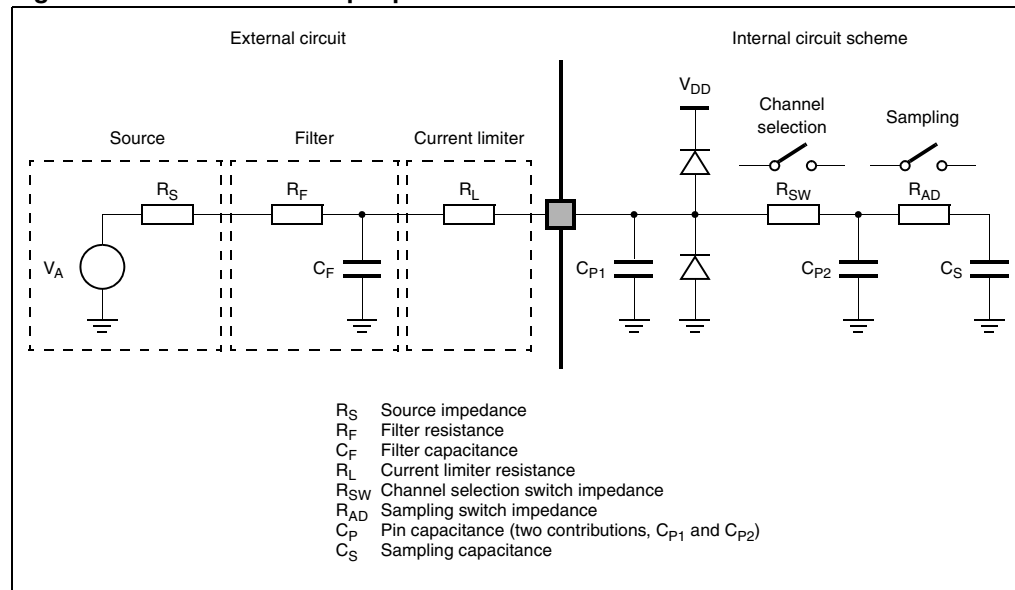 External circuit
Internal circuit scheme
V_DD
Channel
selection
Sampling
Source
Filter
Current limiter
R_S
R_F
R_L
R_SW
R_AD
V_A
C_F
C_P1
C_P2
C_S
R_S Source impedance
R_F Filter resistance
C_F Filter capacitance
R_L Current limiter resistance
R_SW Channel selection switch impedance
R_AD Sampling switch impedance
C_P Pin capacitance (two contributions, C_P1 and C_P2)
C_S Sampling capacitance